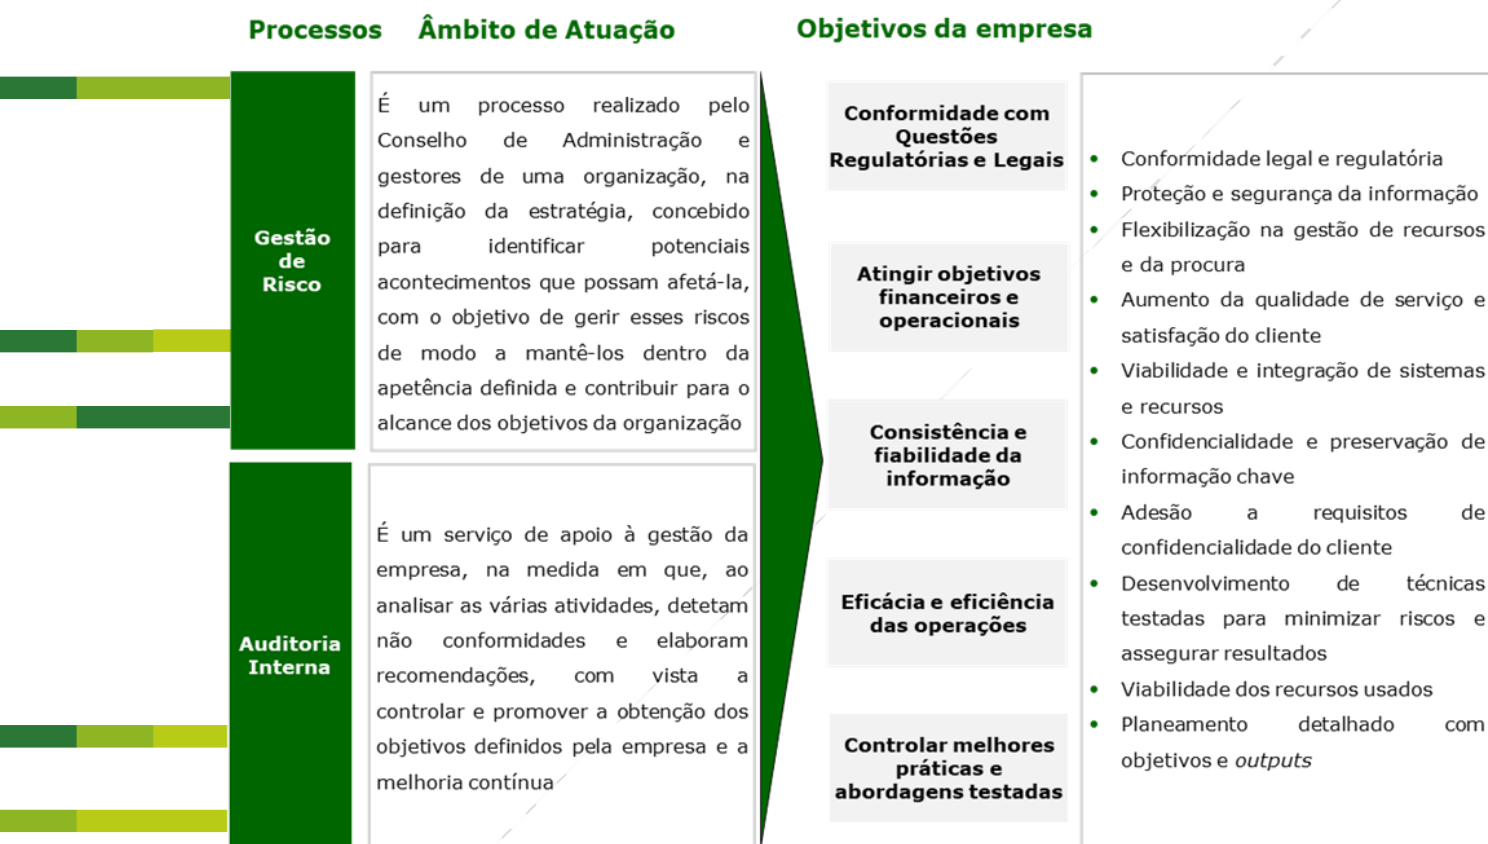 Processos
Âmbito de Atuação
Objetivos da empresa
Gestão
de
Risco
É um processo realizado pelo
Conselho de Administração e
gestores de uma organização, na
definição da estratégia, concebido
para identificar potenciais
acontecimentos que possam afetá-la,
com o objetivo de gerir esses riscos
de modo a mantê-los dentro da
apetência definida e contribuir para o
alcance dos objetivos da organização
Auditoria
Interna
É um serviço de apoio à gestão da
empresa, na medida em que, ao
analisar as várias atividades, detetam
não conformidades e elaboram
recomendações, com vista a
controlar e promover a obtenção dos
objetivos definidos pela empresa e a
melhoria contínua
Conformidade com
Questões
Regulatórias e Legais
Atingir objetivos
financeiros e
operacionais
Consistência e
fiabilidade da
informação
Eficácia e eficiência
das operações
Controlar melhores
práticas e
abordagens testadas
• Conformidade legal e regulatória
• Proteção e segurança da informação
• Flexibilização na gestão de recursos
e da procura
• Aumento da qualidade de serviço e
satisfação do cliente
• Viabilidade e integração de sistemas
e recursos
• Confidencialidade e preservação de
informação chave
• Adesão a requisitos de
confidencialidade do cliente
• Desenvolvimento de técnicas
testadas para minimizar riscos e
assegurar resultados
• Viabilidade dos recursos usados
• Planeamento detalhado com
objetivos e outputs